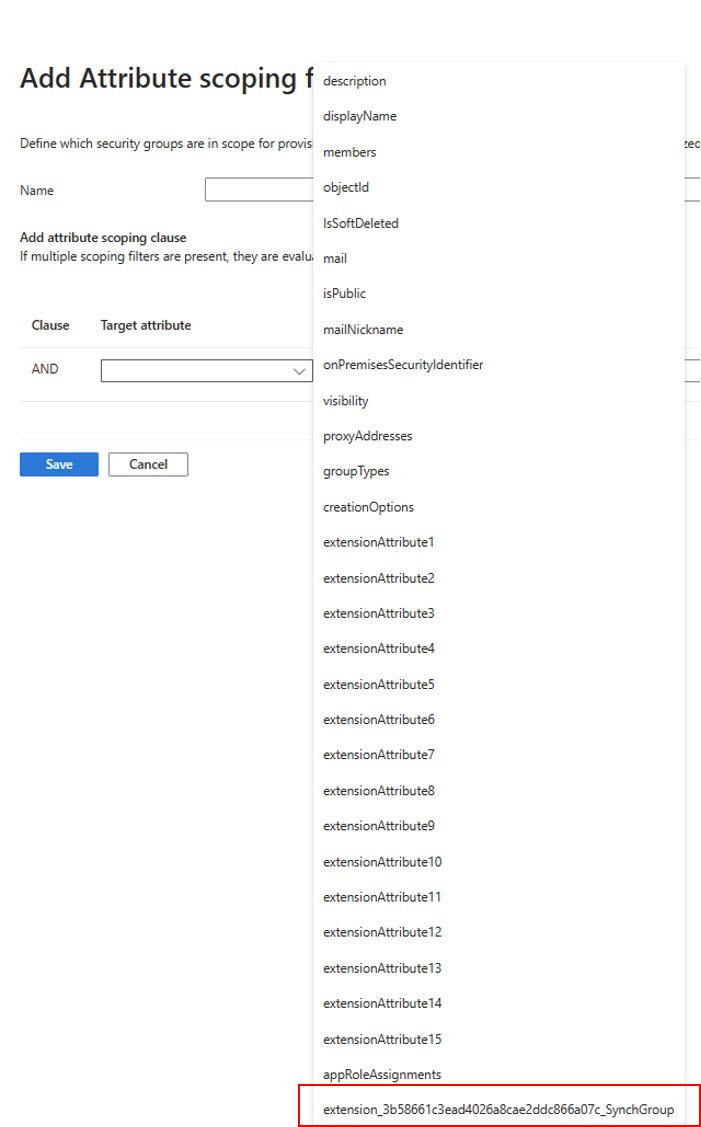 Add Attribute scoping f
Define which security groups are in scope for provisi
zed
Name
Add attribute scoping clause
If multiple scoping filters are present, they are evalua
Clause Target attribute
AND
Save Cancel
description
displayName
members
objectId
IsSoftDeleted
mail
isPublic
mailNickname
onPremisesSecurityIdentifier
visibility
proxyAddresses
groupTypes
creationOptions
extensionAttribute1
extensionAttribute2
extensionAttribute3
extensionAttribute4
extensionAttribute5
extensionAttribute6
extensionAttribute7
extensionAttribute8
extensionAttribute9
extensionAttribute10
extensionAttribute11
extensionAttribute12
extensionAttribute13
extensionAttribute14
extensionAttribute15
appRoleAssignments
extension_3b58661c3ead4026a8cae2ddc866a07c_SynchGroup